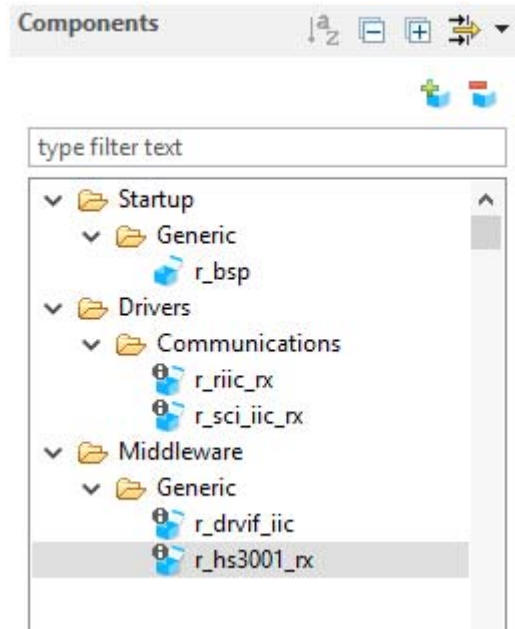 Components
type filter text
Startup
Generic
r_bsp
Drivers
Communications
r_riic_rx
r_sci_iic_rx
Middleware
Generic
r_drvif_iic
r_hs3001_rx